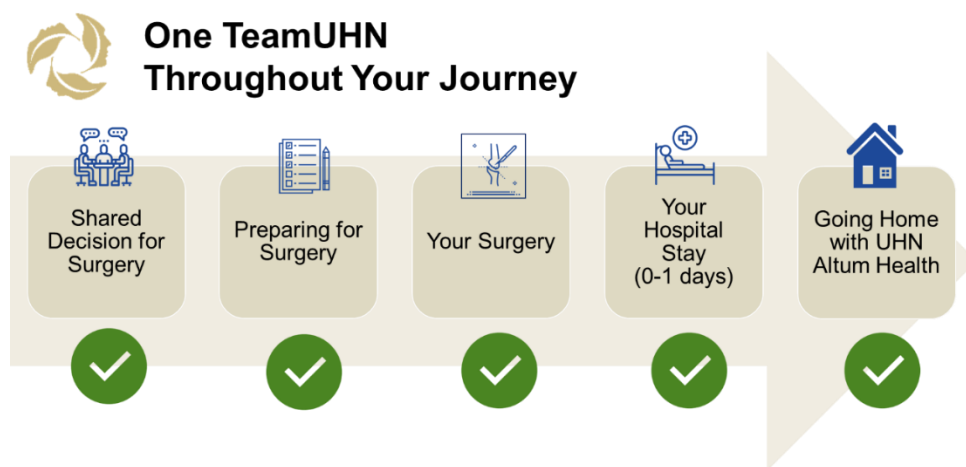 One TeamUHN
Throughout Your Journey
Shared
Decision for
Surgery
Preparing for
Surgery
Your Surgery
Your
Hospital
Stay
(0-1 days)
Going Home
with UHN
Altum Health